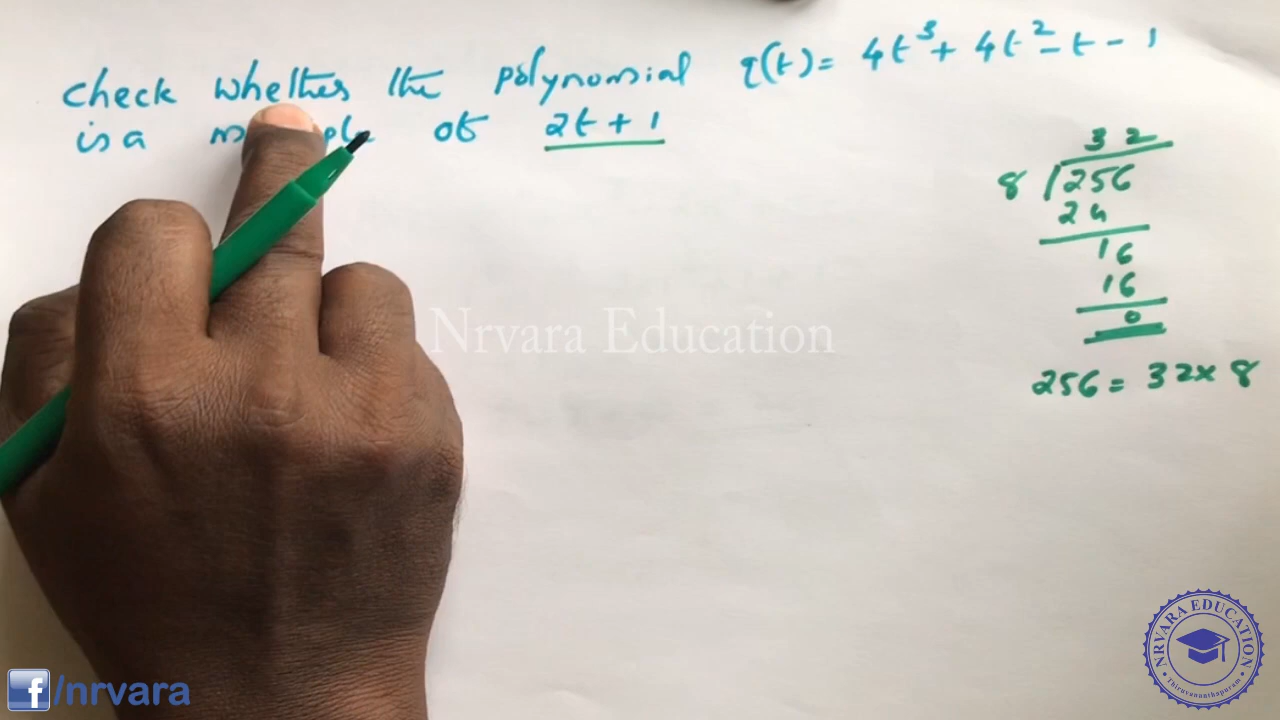 check whether the polynomial q(t) = 4t³ + 4t² - t - 1
is a of 2t + 1
32
8 256
24
16
16
0
256 = 32 × 8
Nrvara Education
NRVARA EDUCATION
Thiruvananthapuram
f/nrvara